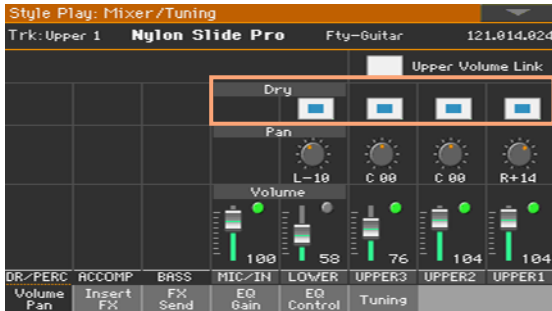 Style Play: Mixer/Tuning
Trk: Upper 1 Nylon Slide Pro Fty-Guitar 121.014.024
Upper Volume Link
Dry
Pan
L-10 C 00 C 00 R+14
Volume
100 58 76 104 104
DR/PERC ACCOMP BASS MIC/IN LOWER UPPER3 UPPER2 UPPER1
Volume Pan Insert FX FX Send EQ Gain EQ Control Tuning